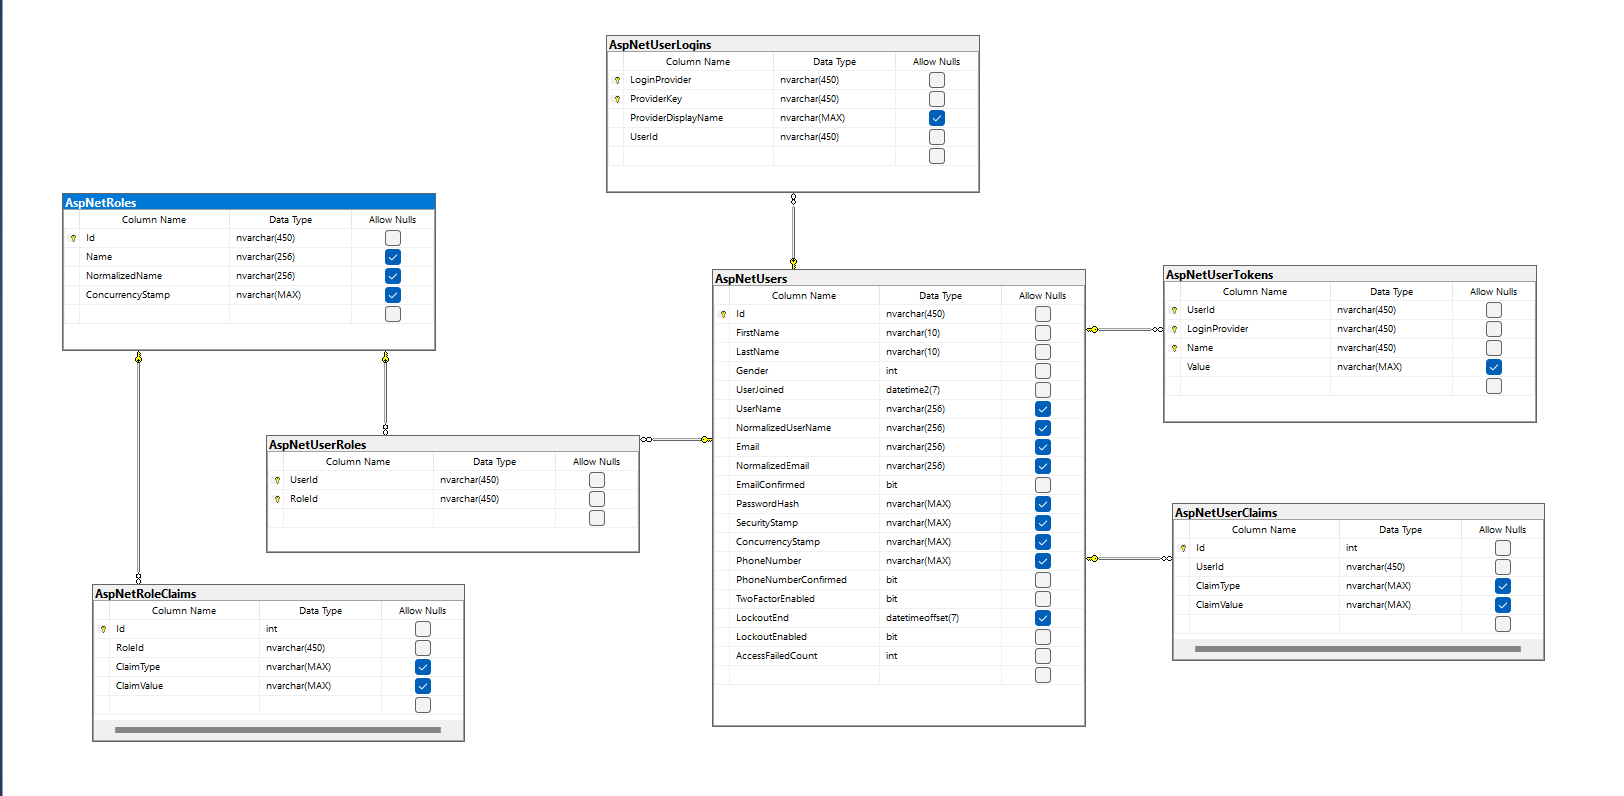 AspNetUserLogins
Column Name Data Type Allow Nulls
LoginProvider nvarchar(450)
ProviderKey nvarchar(450)
ProviderDisplayName nvarchar(MAX)
UserId nvarchar(450)
AspNetRoles
Column Name Data Type Allow Nulls
Id nvarchar(450)
Name nvarchar(256)
NormalizedName nvarchar(256)
ConcurrencyStamp nvarchar(MAX)
AspNetUsers
Column Name Data Type Allow Nulls
Id nvarchar(450)
FirstName nvarchar(10)
LastName nvarchar(10)
Gender int
UserJoined datetime2(7)
UserName nvarchar(256)
NormalizedUserName nvarchar(256)
Email nvarchar(256)
NormalizedEmail nvarchar(256)
EmailConfirmed bit
PasswordHash nvarchar(MAX)
SecurityStamp nvarchar(MAX)
ConcurrencyStamp nvarchar(MAX)
PhoneNumber nvarchar(MAX)
PhoneNumberConfirmed bit
TwoFactorEnabled bit
LockoutEnd datetimeoffset(7)
LockoutEnabled bit
AccessFailedCount int
AspNetUserTokens
Column Name Data Type Allow Nulls
UserId nvarchar(450)
LoginProvider nvarchar(450)
Name nvarchar(450)
Value nvarchar(MAX)
AspNetUserRoles
Column Name Data Type Allow Nulls
UserId nvarchar(450)
RoleId nvarchar(450)
AspNetUserClaims
Column Name Data Type Allow Nulls
Id int
UserId nvarchar(450)
ClaimType nvarchar(MAX)
ClaimValue nvarchar(MAX)
AspNetRoleClaims
Column Name Data Type Allow Nulls
Id int
RoleId nvarchar(450)
ClaimType nvarchar(MAX)
ClaimValue nvarchar(MAX)